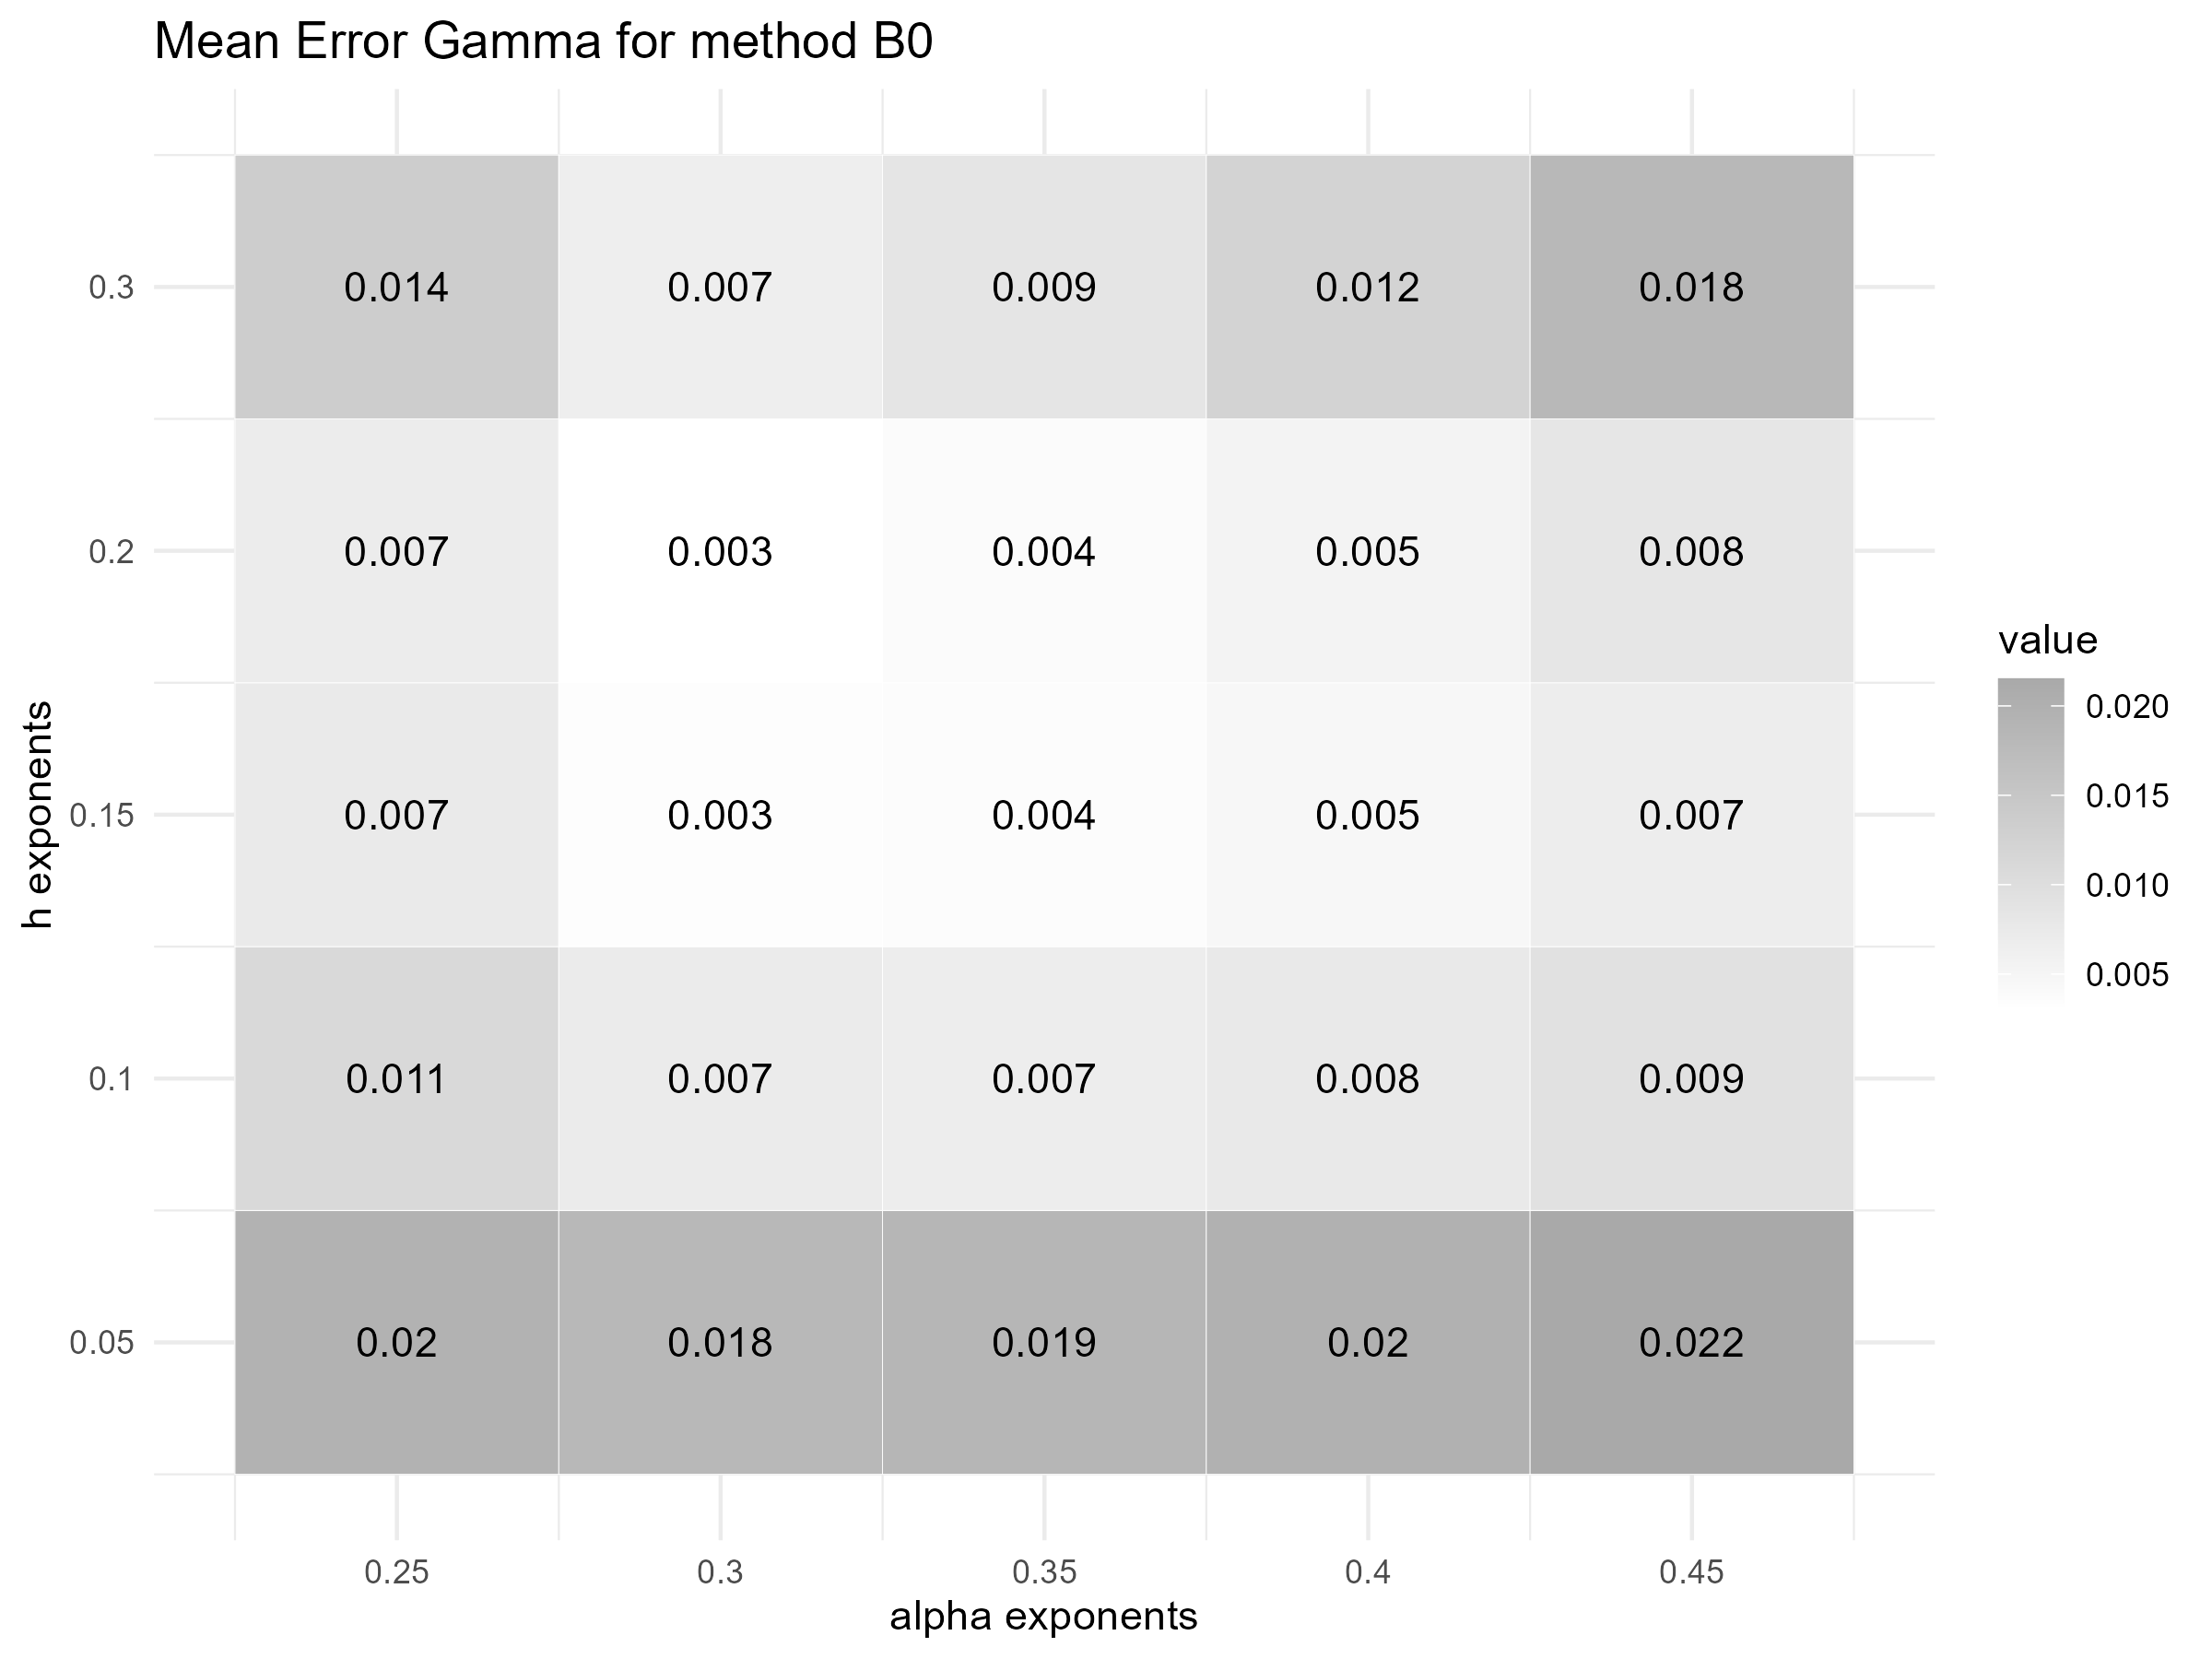 Mean Error Gamma for method B0
0.3
0.014 0.007 0.009 0.012 0.018
0.2
0.007 0.003 0.004 0.005 0.008
0.15
0.007 0.003 0.004 0.005 0.007
0.1
0.011 0.007 0.007 0.008 0.009
0.05
0.02 0.018 0.019 0.02 0.022
h exponents
0.25 0.3 0.35 0.4 0.45
alpha exponents
value
0.020
0.015
0.010
0.005